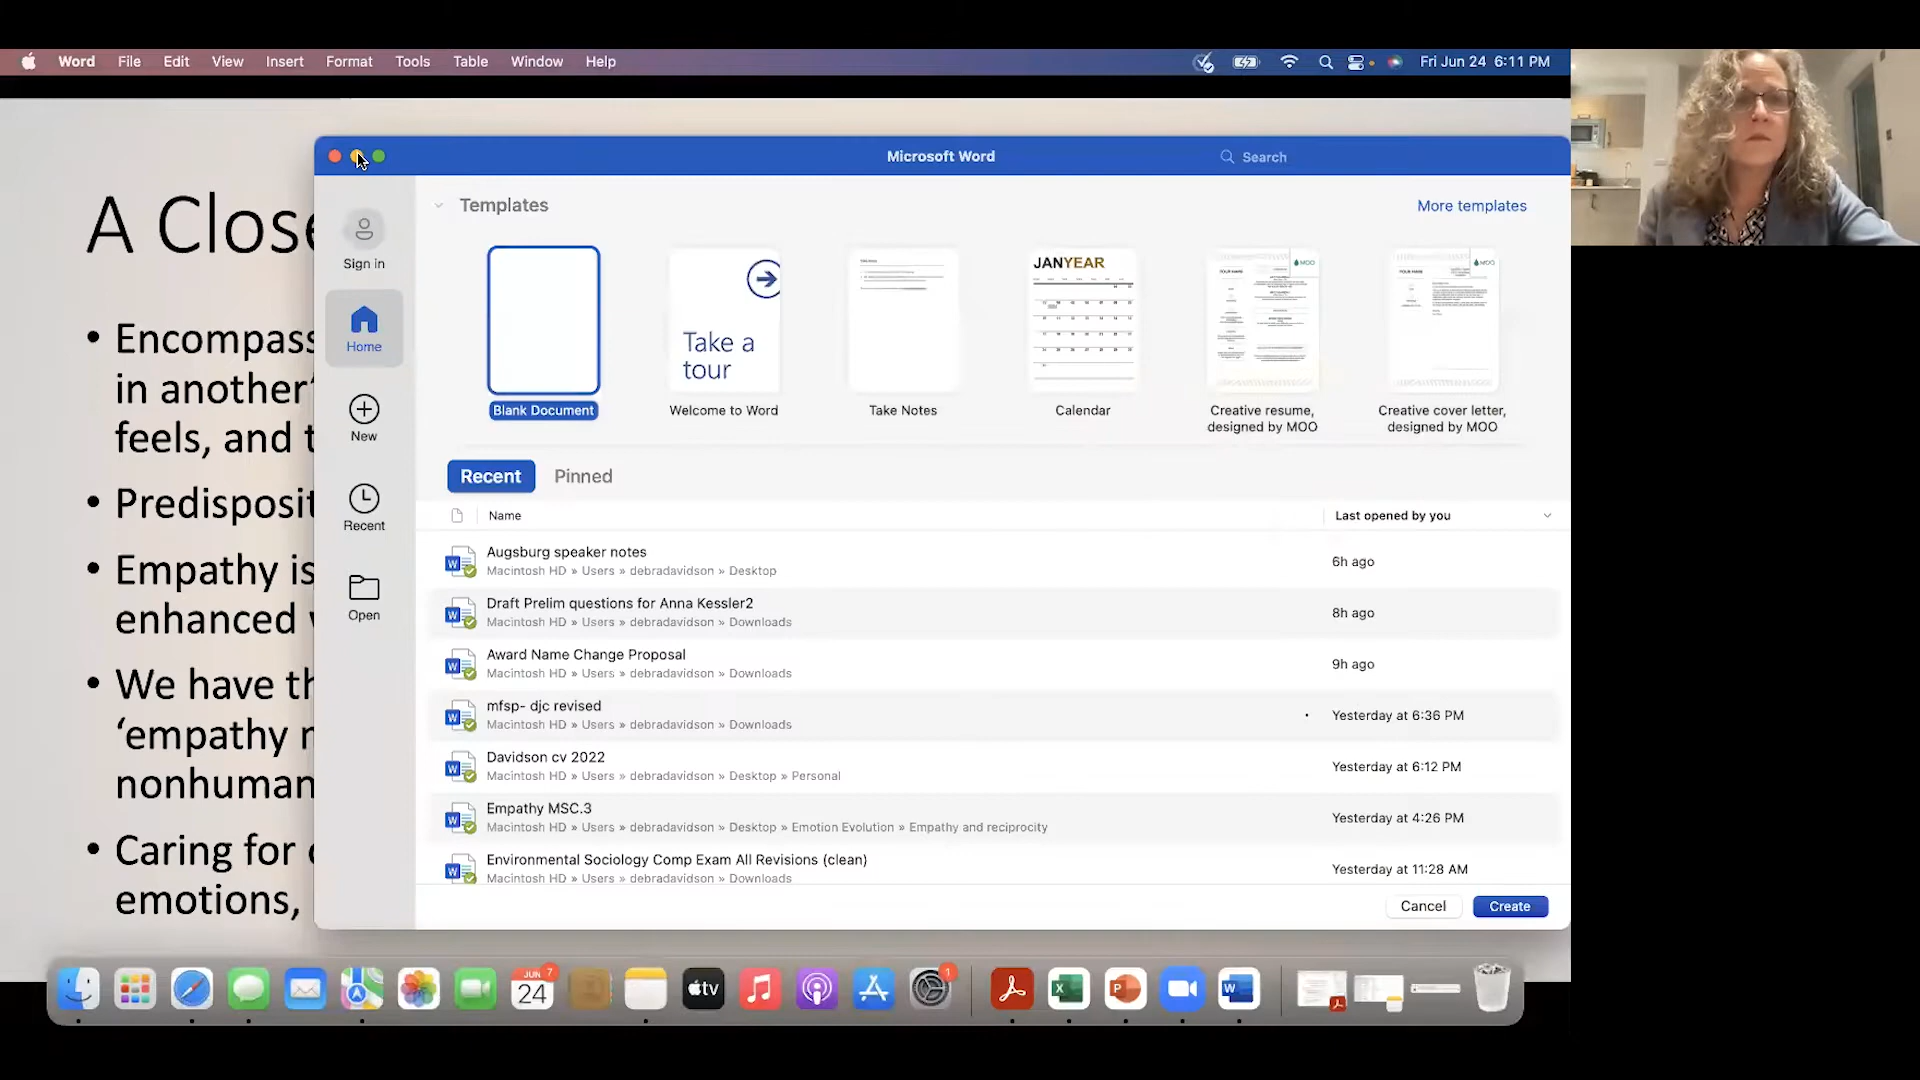 Word File Edit View Insert Format Tools Table Window Help
Fri Jun 24 6:11 PM
A Close
• Encompass
in another'
feels, and t
• Predisposit
• Empathy is
enhanced
• We have th
‘empathy
nonhuman
• Caring for
emotions,
Microsoft Word
Search
Sign in
Home
New
Recent
Open
Templates
More templates
Take a
tour
JANYEAR
MOO
MOO
Blank Document
Welcome to Word
Take Notes
Calendar
Creative resume,
designed by MOO
Creative cover letter,
designed by MOO
Recent Pinned
Name Last opened by you
Augsburg speaker notes
Macintosh HD » Users » debradavidson » Desktop
6h ago
Draft Prelim questions for Anna Kessler2
Macintosh HD » Users » debradavidson » Downloads
8h ago
Award Name Change Proposal
Macintosh HD » Users » debradavidson » Downloads
9h ago
mfsp- djc revised
Macintosh HD » Users » debradavidson » Downloads
Yesterday at 6:36 PM
Davidson cv 2022
Macintosh HD » Users » debradavidson » Desktop » Personal
Yesterday at 6:12 PM
Empathy MSC.3
Macintosh HD » Users » debradavidson » Desktop » Emotion Evolution » Empathy and reciprocity
Yesterday at 4:26 PM
Environmental Sociology Comp Exam All Revisions (clean)
Macintosh HD » Users » debradavidson » Downloads
Yesterday at 11:28 AM
Cancel Create
JUN 7
24
tv
1
X
P
W